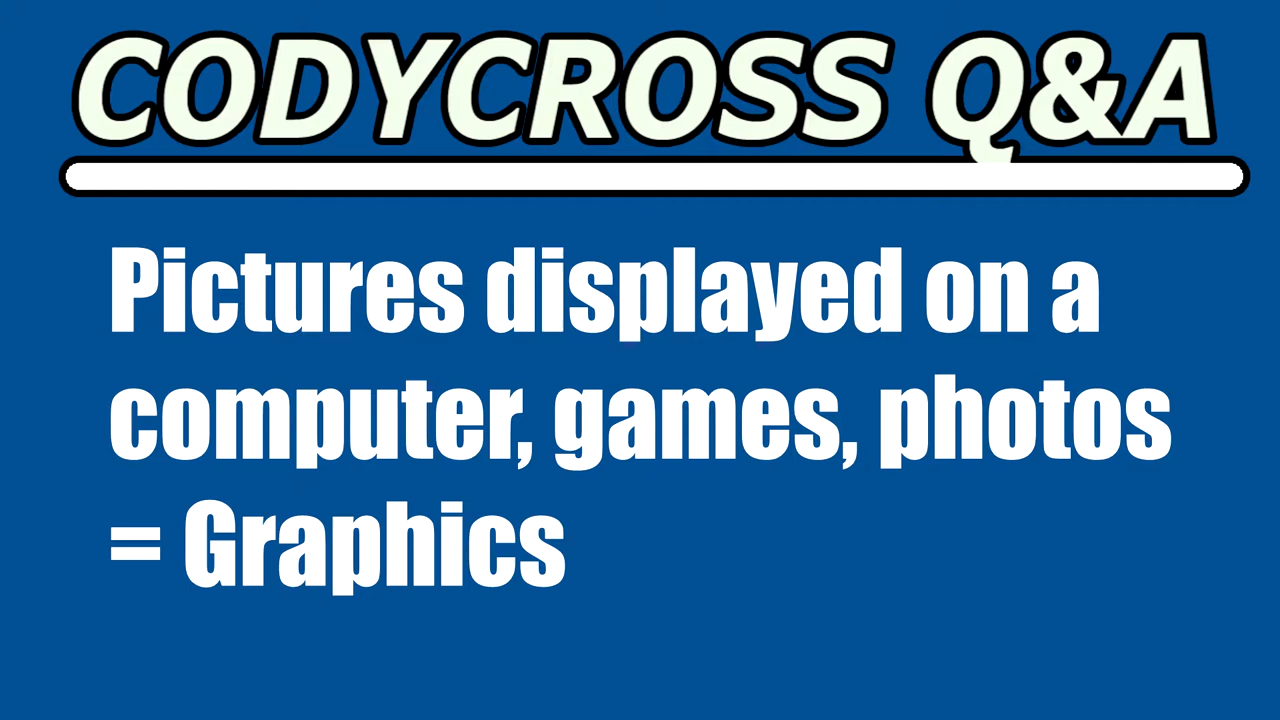 CODYCROSS Q&A
Pictures displayed on a
computer, games, photos
= Graphics